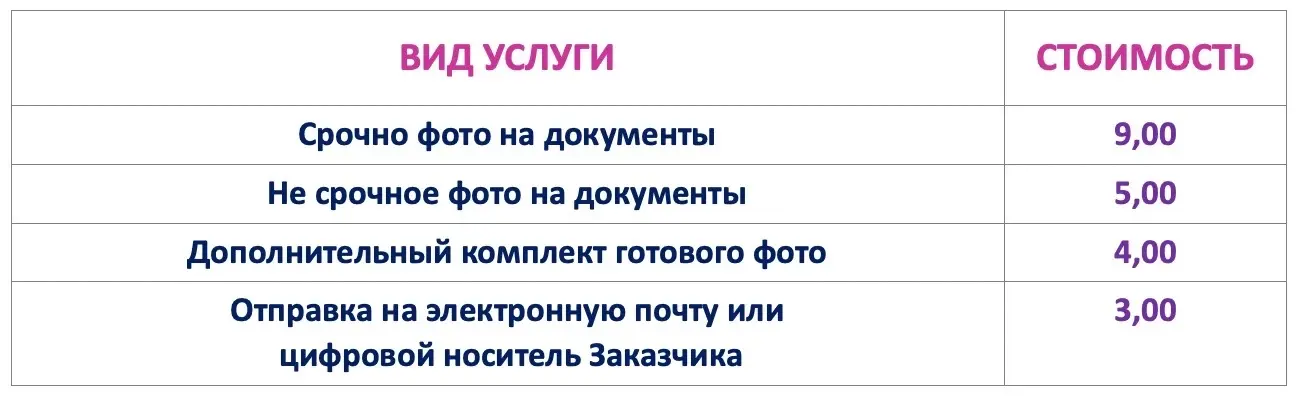 ВИД УСЛУГИ СТОИМОСТЬ
Срочно фото на документы 9,00
Не срочное фото на документы 5,00
Дополнительный комплект готового фото 4,00
Отправка на электронную почту или 3,00
цифровой носитель Заказчика